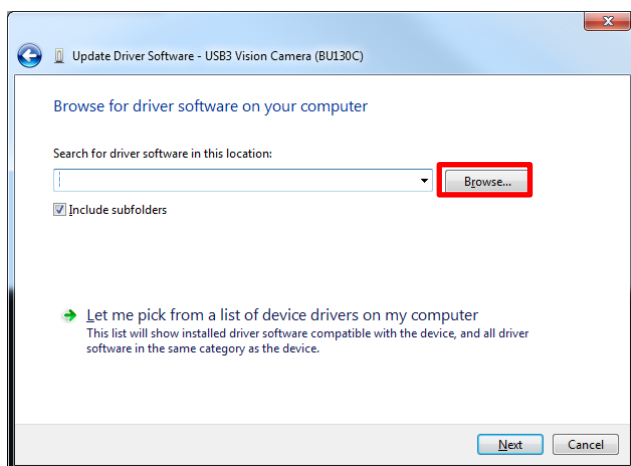 Update Driver Software - USB3 Vision Camera (BU130C)
Browse for driver software on your computer
Search for driver software in this location:
Browse...
Include subfolders
Let me pick from a list of device drivers on my computer
This list will show installed driver software compatible with the device, and all driver
software in the same category as the device.
Next Cancel